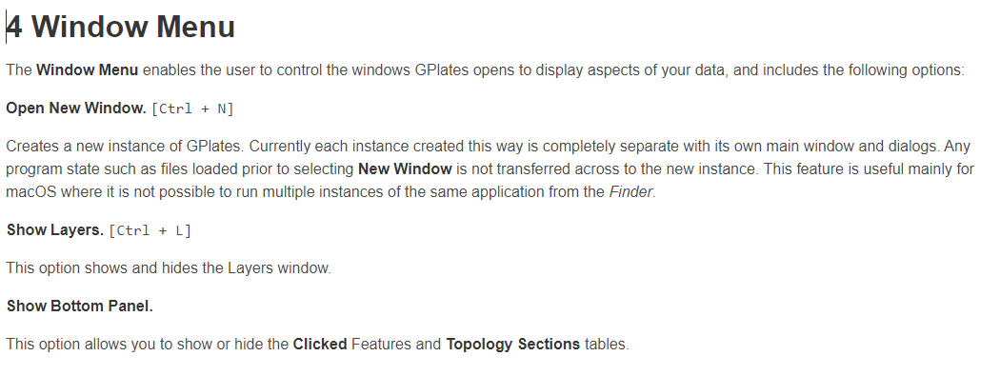 4 Window Menu
The Window Menu enables the user to control the windows GPlates opens to display aspects of your data, and includes the following options:
Open New Window. [Ctrl + N]
Creates a new instance of GPlates. Currently each instance created this way is completely separate with its own main window and dialogs. Any
program state such as files loaded prior to selecting New Window is not transferred across to the new instance. This feature is useful mainly for
macOS where it is not possible to run multiple instances of the same application from the Finder.
Show Layers. [Ctrl + L]
This option shows and hides the Layers window.
Show Bottom Panel.
This option allows you to show or hide the Clicked Features and Topology Sections tables.